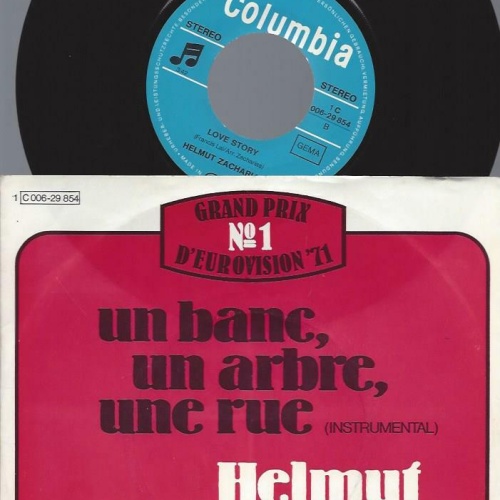 Columbia
STEREO
STEREO
1 C
006-29 854
B
LOVE STORY
GEMA
HELMUT ZACHAR
1 C 006-29 854
GRAND PRIX
Nº1
D'EUROVISION '71
un banc,
un arbre,
une rue (INSTRUMENTAL)
Helmut